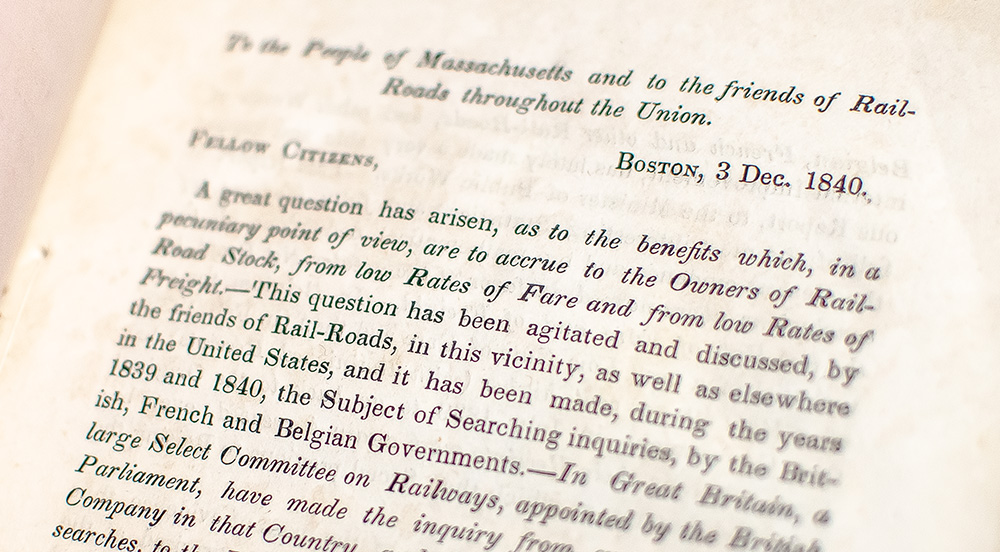 To the People of Massachusetts and to the friends of Rail-
Roads throughout the Union.
BOSTON, 3 Dec. 1840.
FELLOW CITIZENS,
A great question has arisen, as to the benefits which, in a
pecuniary point of view, are to accrue to the Owners of Rail-
Road Stock, from low Rates of Fare and from low Rates of
Freight.—This question has been agitated and discussed, by
the friends of Rail-Roads, in this vicinity, as well as elsewhere
in the United States, and it has been made, during the years
1839 and 1840, the Subject of Searching inquiries, by the Brit-
ish, French and Belgian Governments.—In Great Britain, a
large Select Committee on Railways, appointed by the British
Parliament, have made the inquiry from
Company in that Country
searches, to the